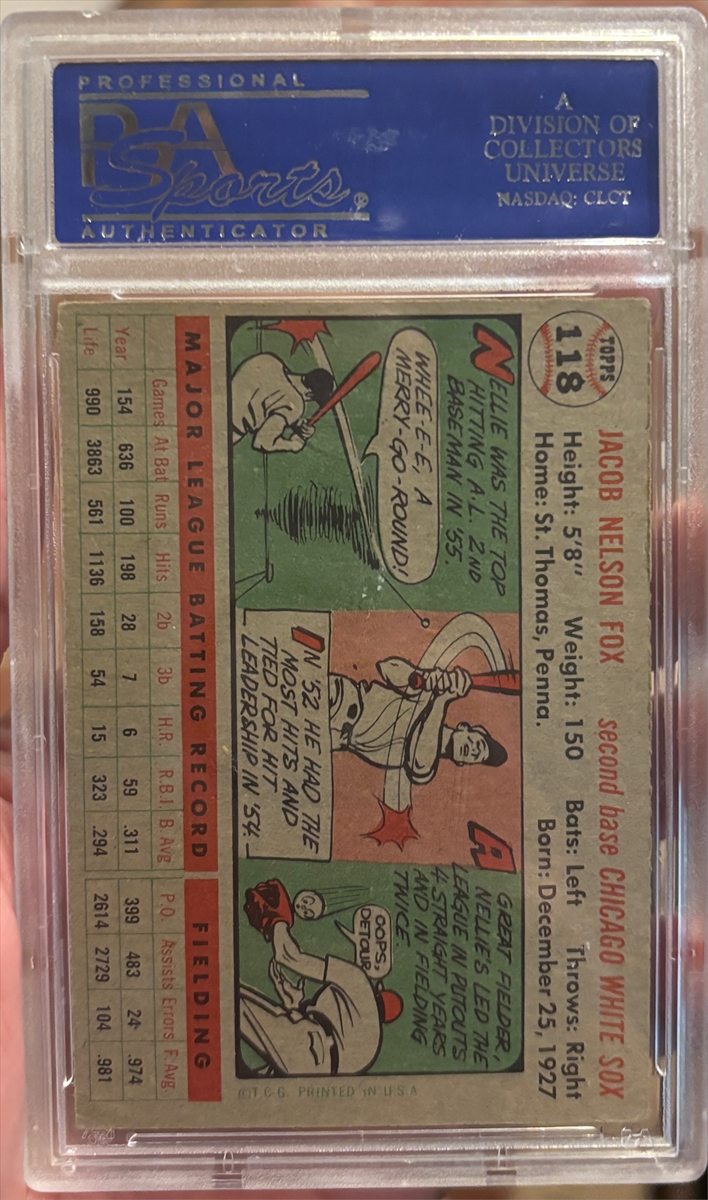 PROFESSIONAL
PSA
Sports
AUTHENTICATOR
A
DIVISION OF
COLLECTORS
UNIVERSE
NASDAQ: CLCT
TOPPS
118
JACOB NELSON FOX second base CHICAGO WHITE SOX
Height: 5'8" Weight: 150 Bats: Left Throws: Right
Home: St. Thomas, Penna. Born: December 25, 1927
NELLIE WAS THE TOP
HITTING A.L. 2ND
BASEMAN IN '55.
WHEE-E-E, A
MERRY-GO-ROUND!
IN '52 HE HAD THE
MOST HITS AND
TIED FOR HIT
LEADERSHIP IN '54.
A GREAT FIELDER,
NELLIE'S LED THE
LEAGUE IN PUTOUTS
4 STRAIGHT YEARS
AND IN FIELDING
TWICE.
OOPS,
DETOUR
MAJOR LEAGUE BATTING RECORD FIELDING
Games At Bat Runs Hits 2b 3b H.R. R.B.I. B. Avg P.O. Assists Errors F. Avg.
Year 154 636 100 198 28 7 6 59 .311 399 483 24 .974
Life 990 3863 561 1136 158 54 15 323 .294 2614 2729 104 .981
©T.C.G. PRINTED IN U.S.A